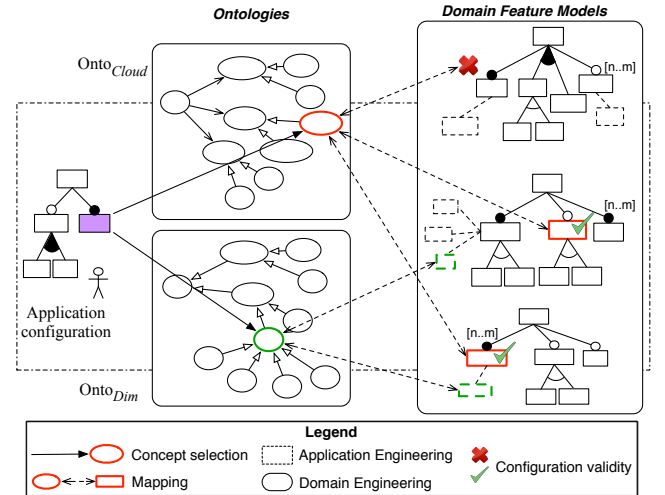 Ontologies
Domain Feature Models
OntoCloud
[n..m]
[n..m]
Application
configuration
[n..m]
OntoDim
Legend
Concept selection
Application Engineering
Configuration validity
Mapping
Domain Engineering